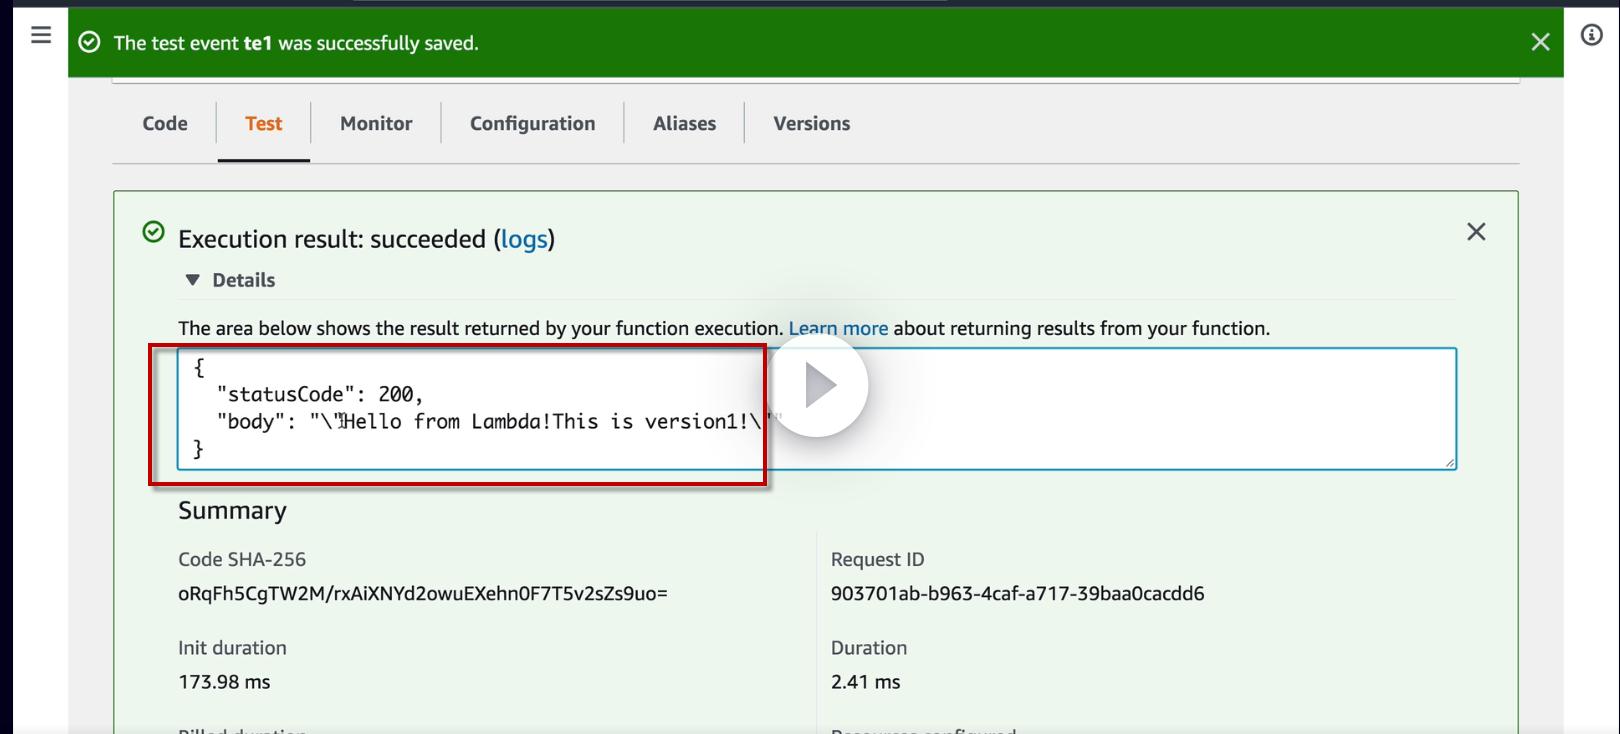 The test event te1 was successfully saved.
Code Test Monitor Configuration Aliases Versions
Execution result: succeeded (logs)
Details
The area below shows the result returned by your function execution. Learn more about returning results from your function.
{
"statusCode": 200,
"body": "\"Hello from Lambda!This is version1!\""
}
Summary
Code SHA-256
oRqFh5CgTW2M/rxAiXNYd2owuEXehn0F7T5v2sZs9uo=
Request ID
903701ab-b963-4caf-a717-39baa0cacdd6
Init duration
173.98 ms
Duration
2.41 ms